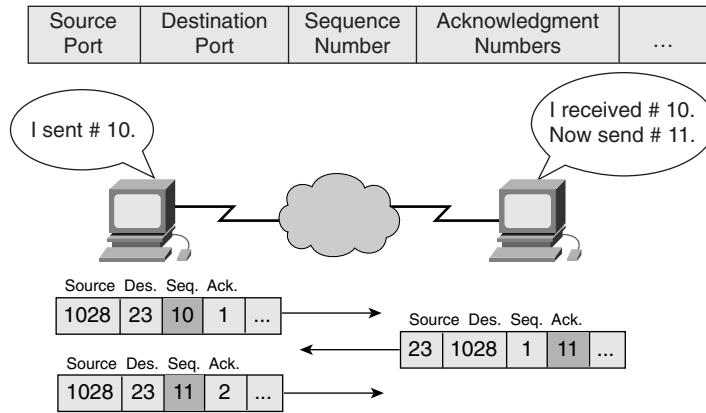 Source Port Destination Port Sequence Number Acknowledgment Numbers ...
I sent # 10.
I received # 10.
Now send # 11.
Source Des. Seq. Ack.
1028 23 10 1 ...
Source Des. Seq. Ack.
23 1028 1 11 ...
Source Des. Seq. Ack.
1028 23 11 2 ...